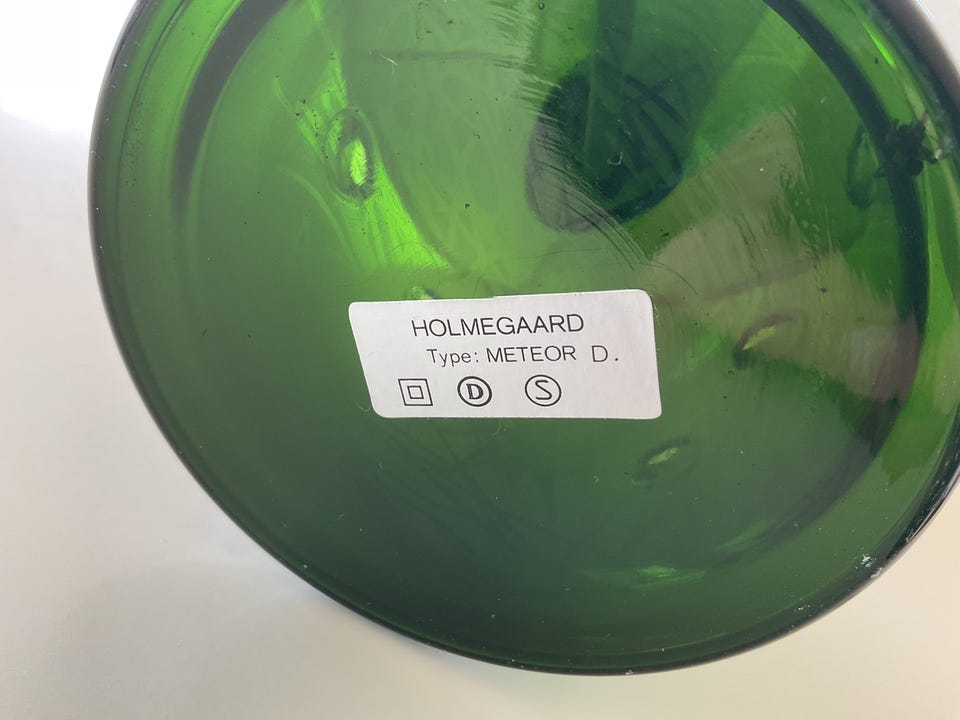 HOLMEGAARD
Type: METEOR D.
D S